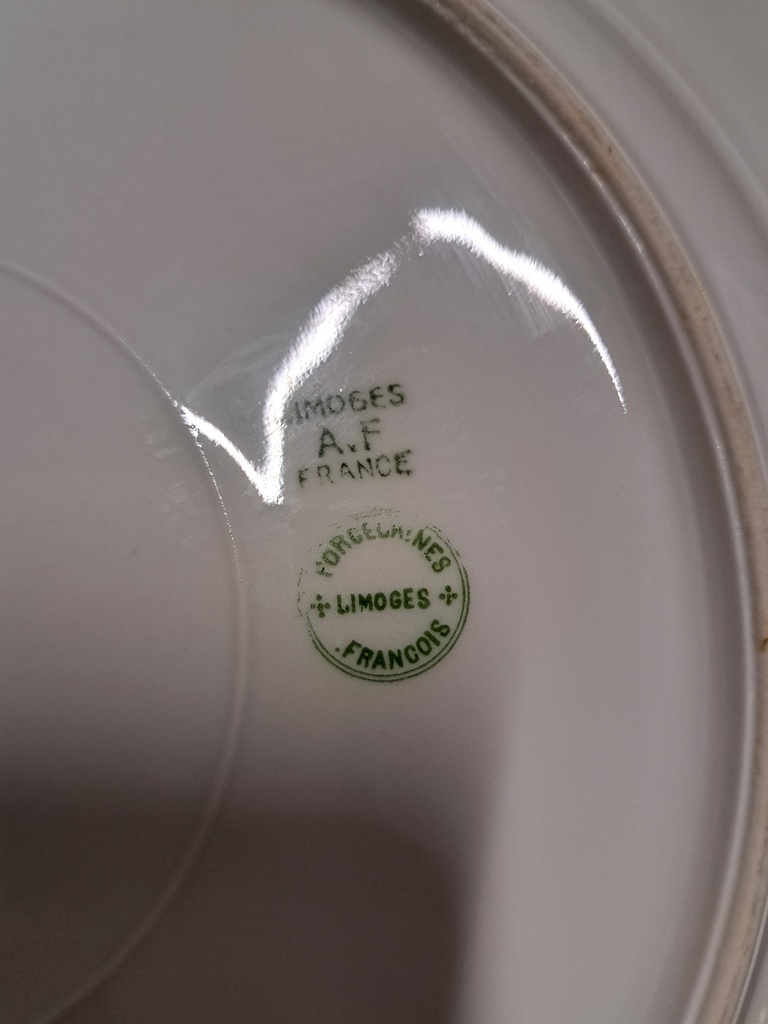 LIMOGES
A.F
FRANCE
PORCELAINES
LIMOGES
FRANCOIS